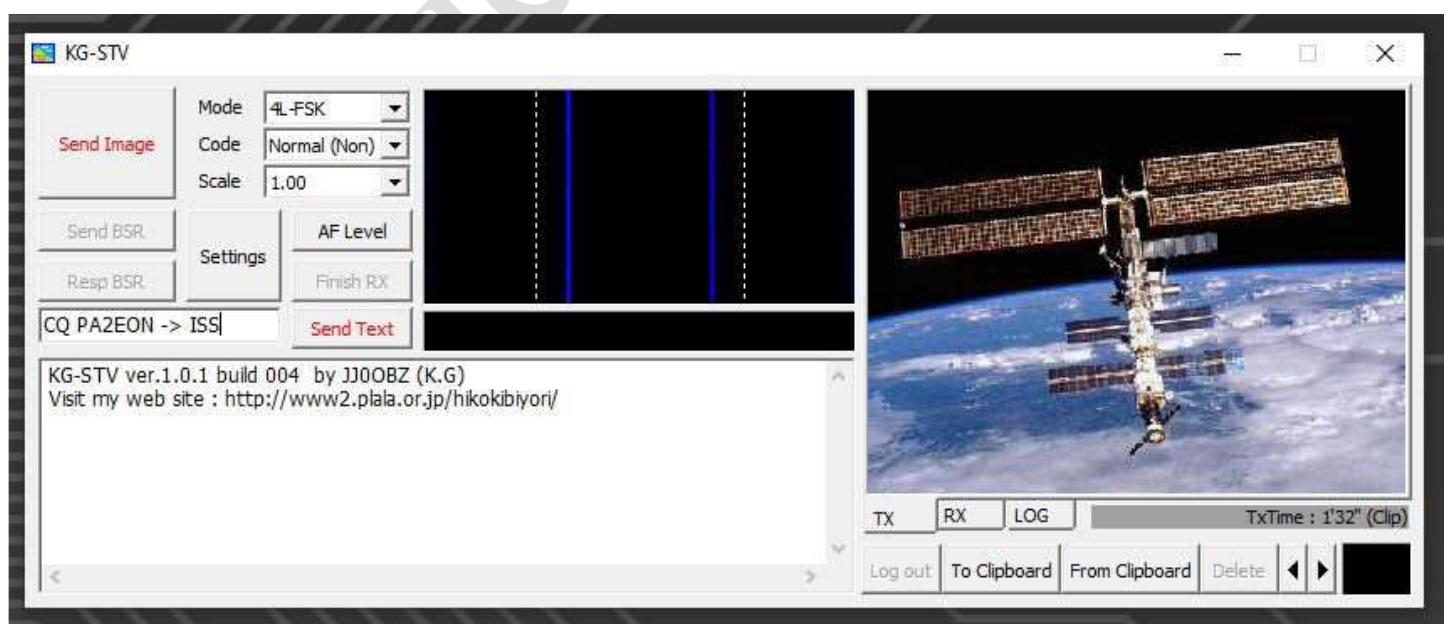 KG-STV
Send Image
Mode 4L-FSK
Code Normal (Non)
Scale 1.00
Send BSR
Settings
AF Level
Resp BSR
Finish RX
CQ PA2EON -> ISS
Send Text
KG-STV ver.1.0.1 build 004 by JJ0OBZ (K.G)
Visit my web site : http://www2.plala.or.jp/hikokibiyori/
TX RX LOG
TxTime : 1'32" (Clip)
Log out To Clipboard From Clipboard Delete